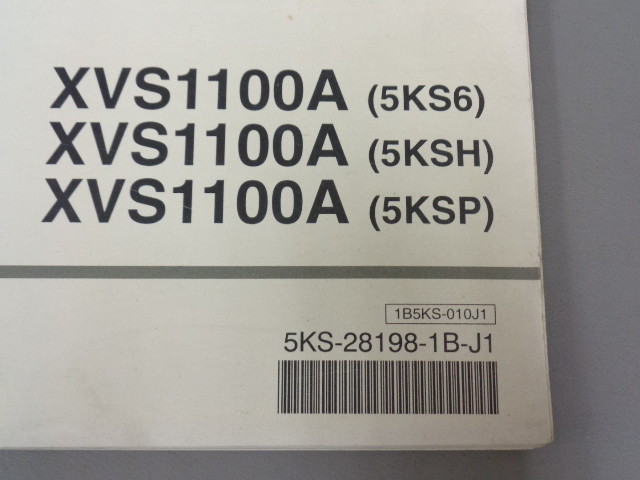 XVS1100A (5KS6)
XVS1100A (5KSH)
XVS1100A (5KSP)
1B5KS-010J1
5KS-28198-1B-J1